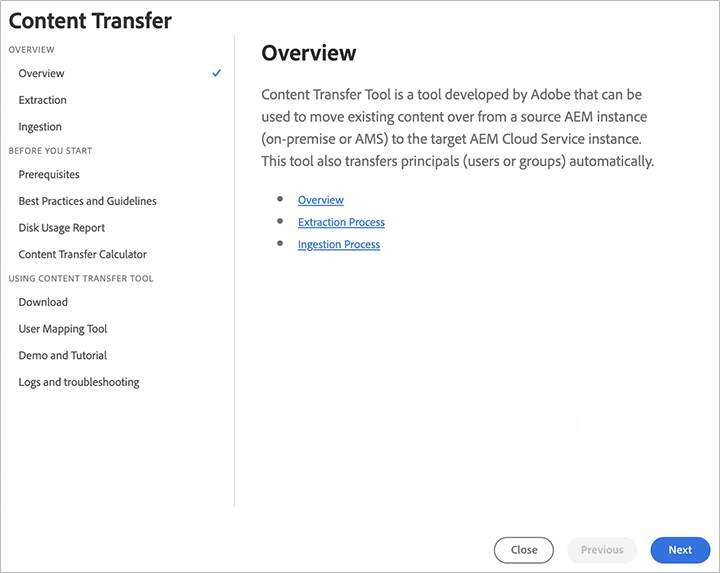 Content Transfer
OVERVIEW
Overview
Extraction
Ingestion
BEFORE YOU START
Prerequisites
Best Practices and Guidelines
Disk Usage Report
Content Transfer Calculator
USING CONTENT TRANSFER TOOL
Download
User Mapping Tool
Demo and Tutorial
Logs and troubleshooting
Overview
Content Transfer Tool is a tool developed by Adobe that can be
used to move existing content over from a source AEM instance
(on-premise or AMS) to the target AEM Cloud Service instance.
This tool also transfers principals (users or groups) automatically.
Overview
Extraction Process
Ingestion Process
Close
Previous
Next